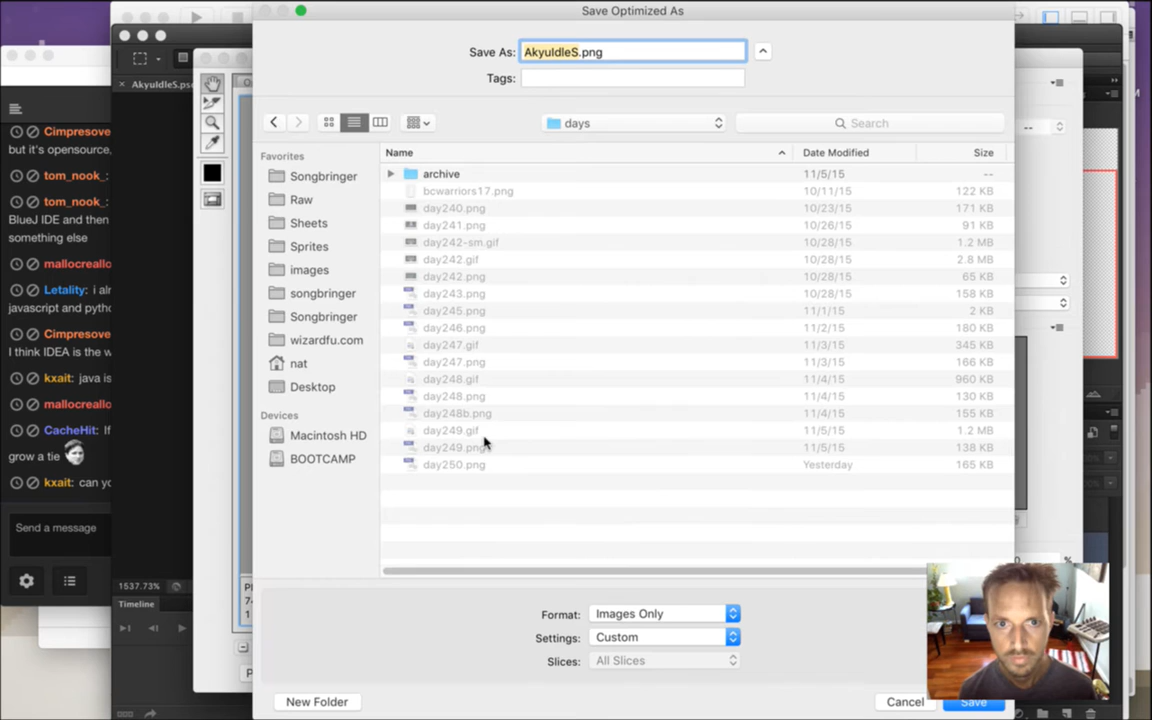 Save Optimized As
Save As: AkyuIdleS.png
Tags:
days
Search
× AkyuIdleS.psd
Cimpresove
but it's opensource,
tom_nook_:
tom_nook_:
BlueJ IDE and then
something else
mallocreallo
Letality: i alr
javascript and pytho
Cimpresove
I think IDEA is the w
kxait: java is
mallocreallo
CacheHit: If
grow a tie
kxait: can yo
Send a message
1537.73%
Timeline
Favorites
Songbringer
Raw
Sheets
Sprites
images
songbringer
Songbringer
wizardfu.com
nat
Desktop
Devices
Macintosh HD
BOOTCAMP
Name Date Modified Size
archive 11/5/15 --
bcwarriors17.png 10/11/15 122 KB
day240.png 10/23/15 171 KB
day241.png 10/26/15 91 KB
day242-sm.gif 10/28/15 1.2 MB
day242.gif 10/28/15 2.8 MB
day242.png 10/28/15 65 KB
day243.png 10/28/15 158 KB
day245.png 11/1/15 2 KB
day246.png 11/2/15 180 KB
day247.gif 11/3/15 345 KB
day247.png 11/3/15 166 KB
day248.gif 11/4/15 960 KB
day248.png 11/4/15 130 KB
day248b.png 11/4/15 155 KB
day249.gif 11/5/15 1.2 MB
day249.png 11/5/15 138 KB
day250.png Yesterday 165 KB
--
%
Format: Images Only
Settings: Custom
Slices: All Slices
New Folder
Cancel
Save